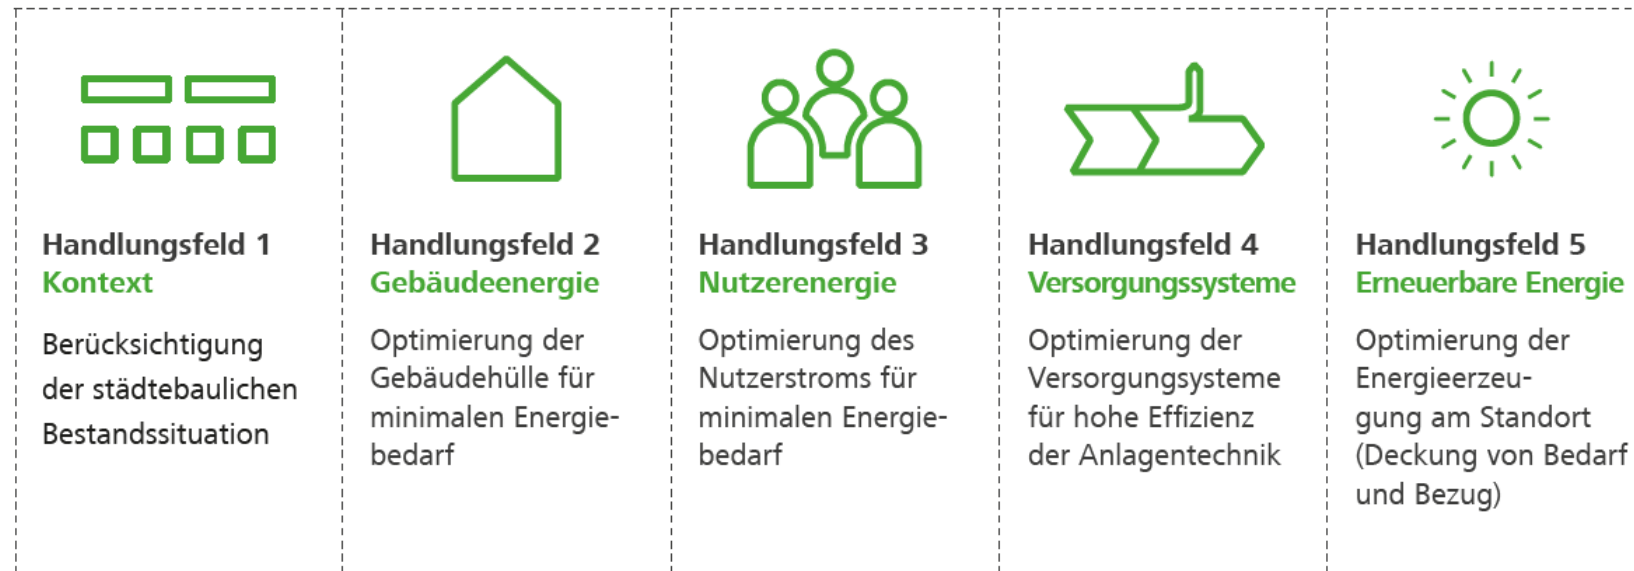 Handlungsfeld 1
Kontext
Berücksichtigung
der städtebaulichen
Bestandssituation
Handlungsfeld 2
Gebäudeenergie
Optimierung der
Gebäudehülle für
minimalen Energie-
bedarf
Handlungsfeld 3
Nutzerenergie
Optimierung des
Nutzerstroms für
minimalen Energie-
bedarf
Handlungsfeld 4
Versorgungssysteme
Optimierung der
Versorgungsysteme
für hohe Effizienz
der Anlagentechnik
Handlungsfeld 5
Erneuerbare Energie
Optimierung der
Energieerzeu-
gung am Standort
(Deckung von Bedarf
und Bezug)